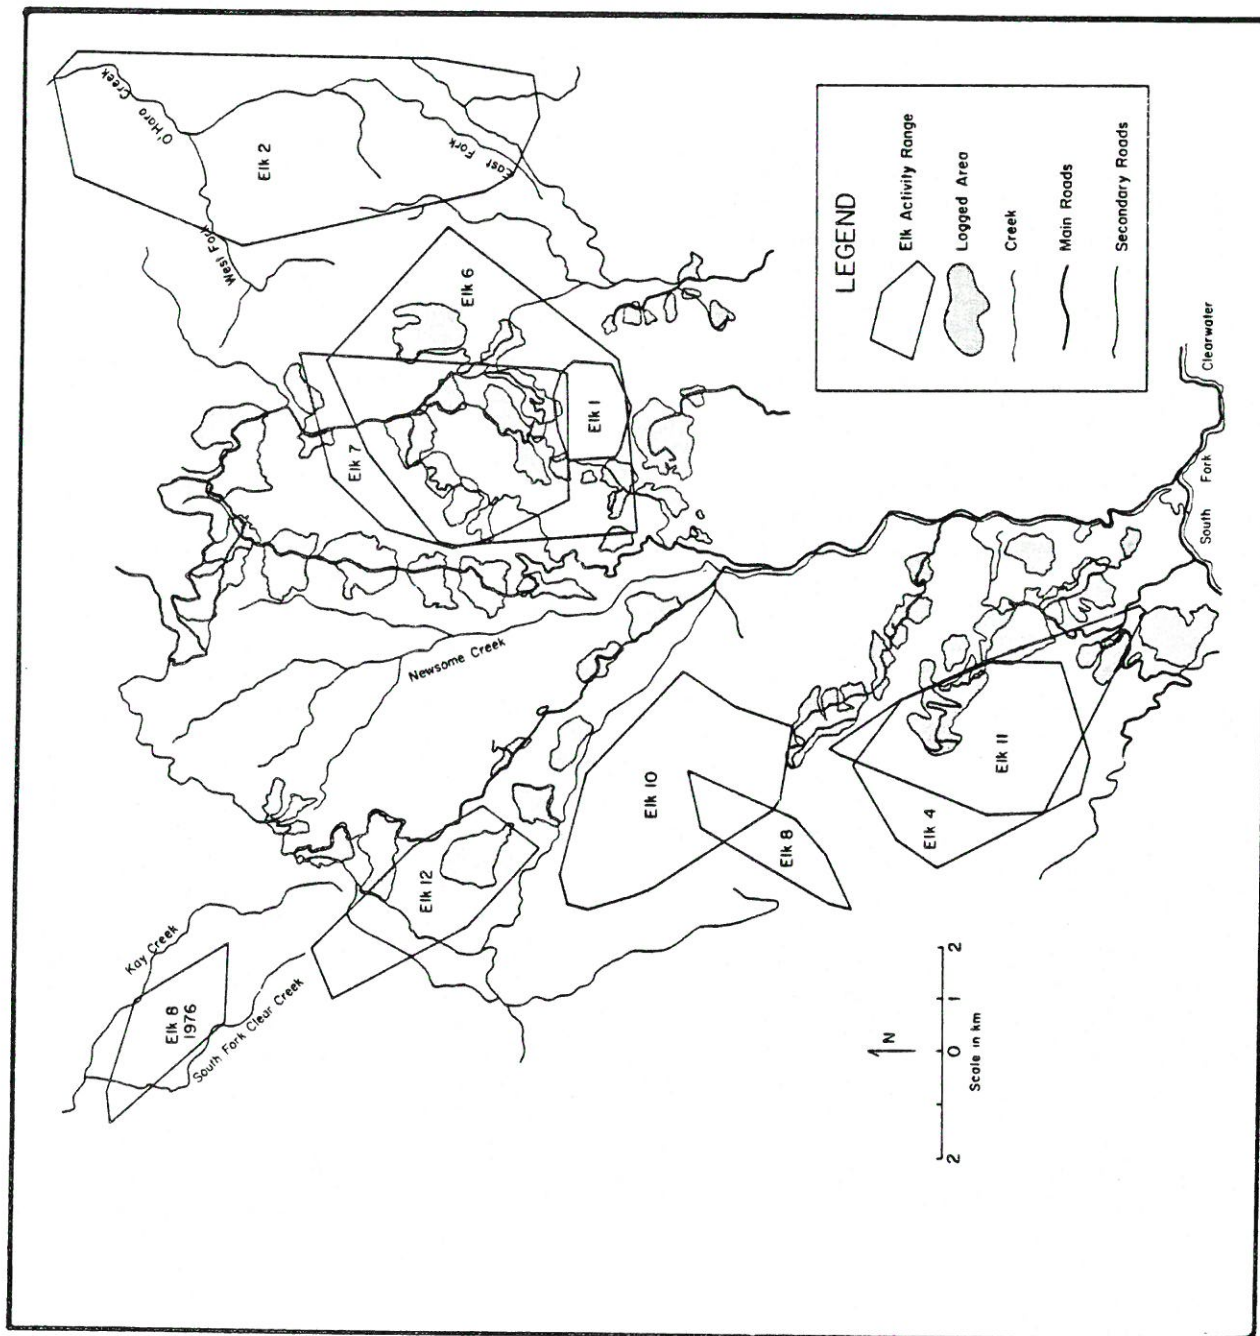 O'Hara Creek
Elk 2
East Fork
West Fork
Elk 6
Elk 7
Elk 1
Newsome Creek
Elk 10
Elk 8
Elk 12
Elk 11
Elk 4
Kay Creek
Elk 8
1976
South Fork Clear Creek
South Fork Clearwater
LEGEND
Elk Activity Range
Logged Area
Creek
Main Roads
Secondary Roads
N
2 0 1 2
Scale in km